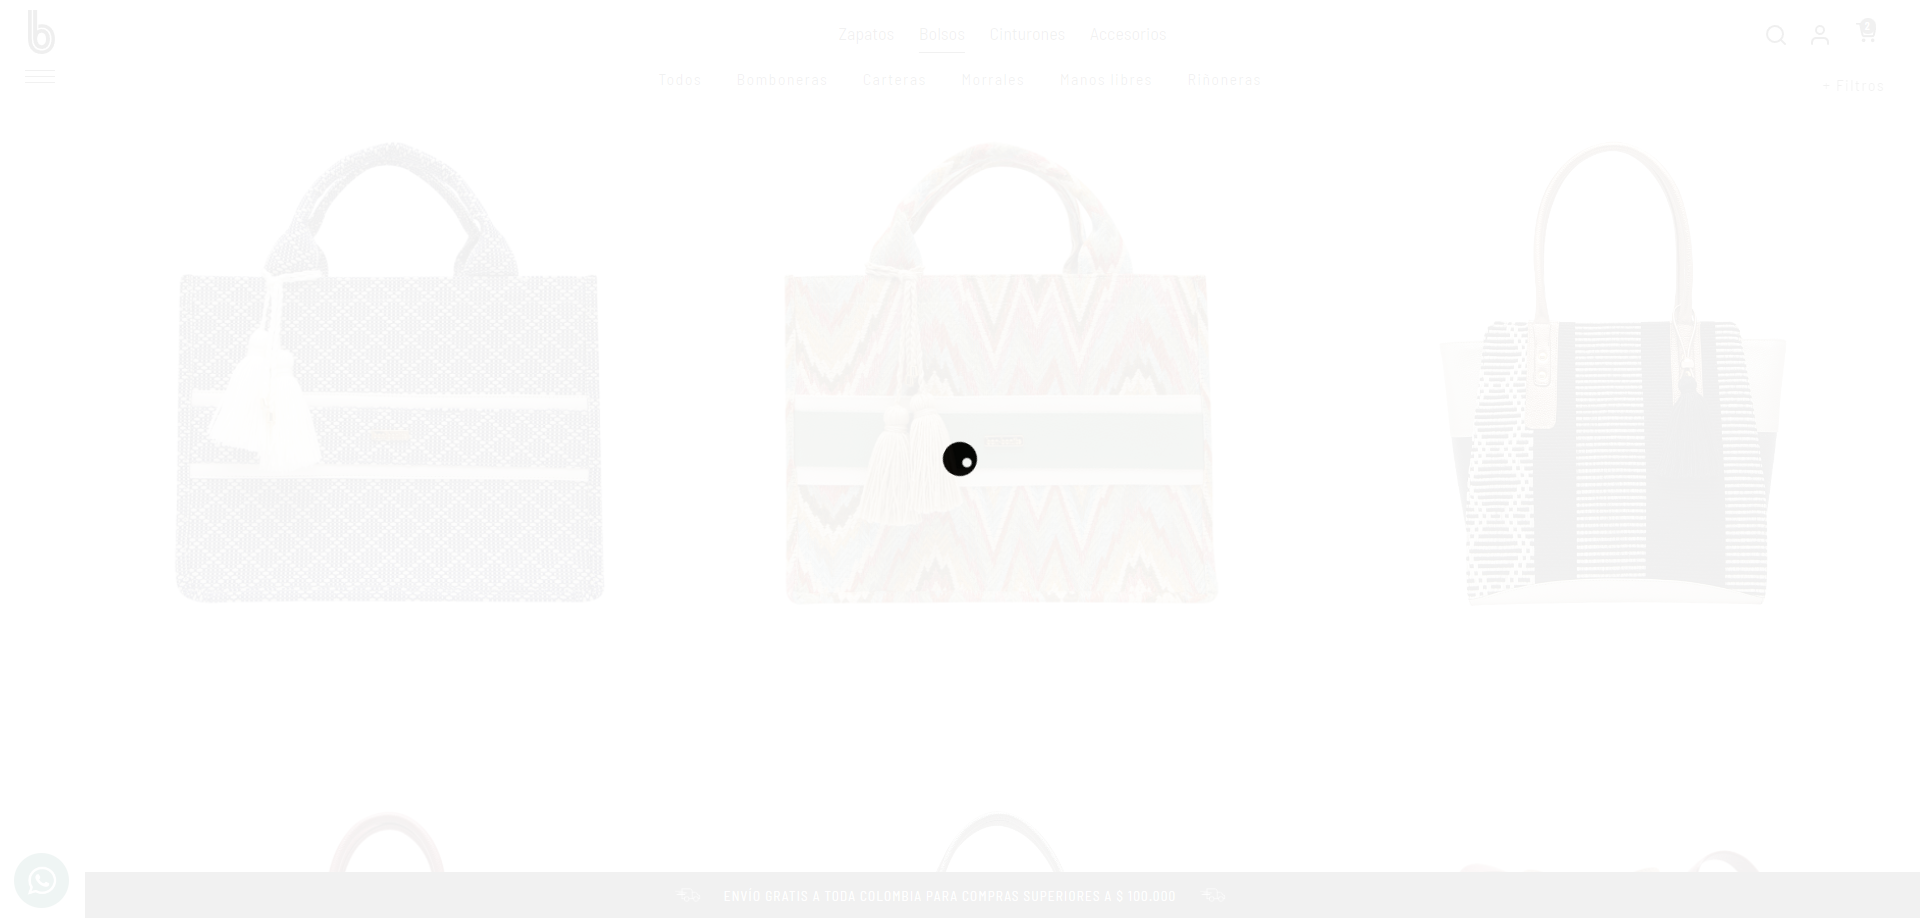 b
Zapatos Bolsos Cinturones Accesorios
2
Todos Bomboneras Carteras Morrales Manos libres Riñoneras
+ Filtros
ENVÍO GRATIS A TODA COLOMBIA PARA COMPRAS SUPERIORES A $ 100.000